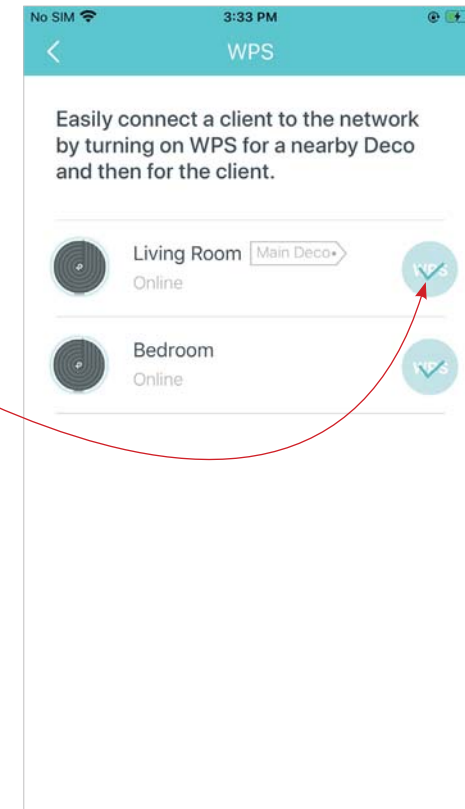 No SIM 3:33 PM
WPS
Easily connect a client to the network
by turning on WPS for a nearby Deco
and then for the client.
Living Room Main Deco
WPS
Online
Bedroom
WPS
Online